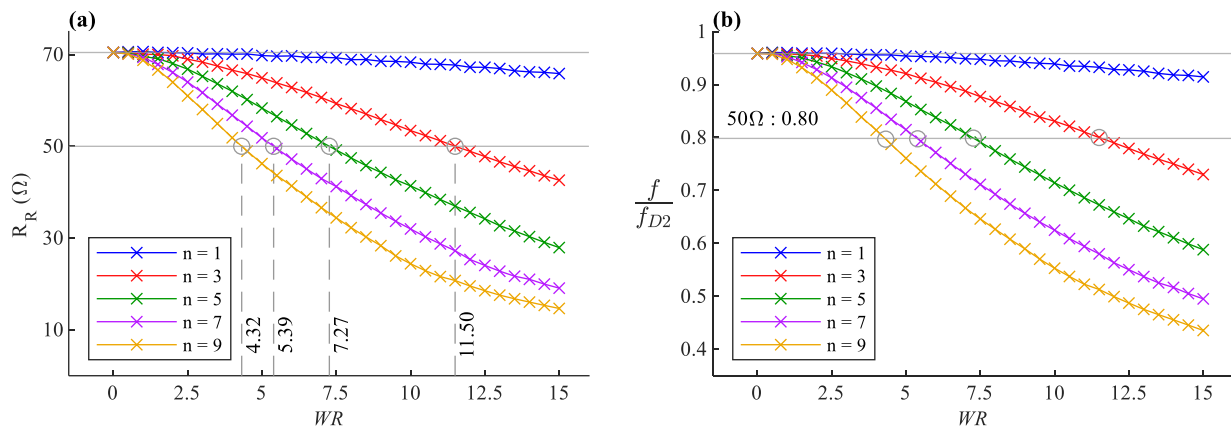 (a)
70
50
30
10
R_R (Ω)
n = 1
n = 3
n = 5
n = 7
n = 9
4.32
5.39
7.27
11.50
0
2.5
5
7.5
10
12.5
15
WR
(b)
1
0.9
0.8
0.7
0.6
0.5
0.4
50Ω : 0.80
f
f_{D2}
n = 1
n = 3
n = 5
n = 7
n = 9
0
2.5
5
7.5
10
12.5
15
WR